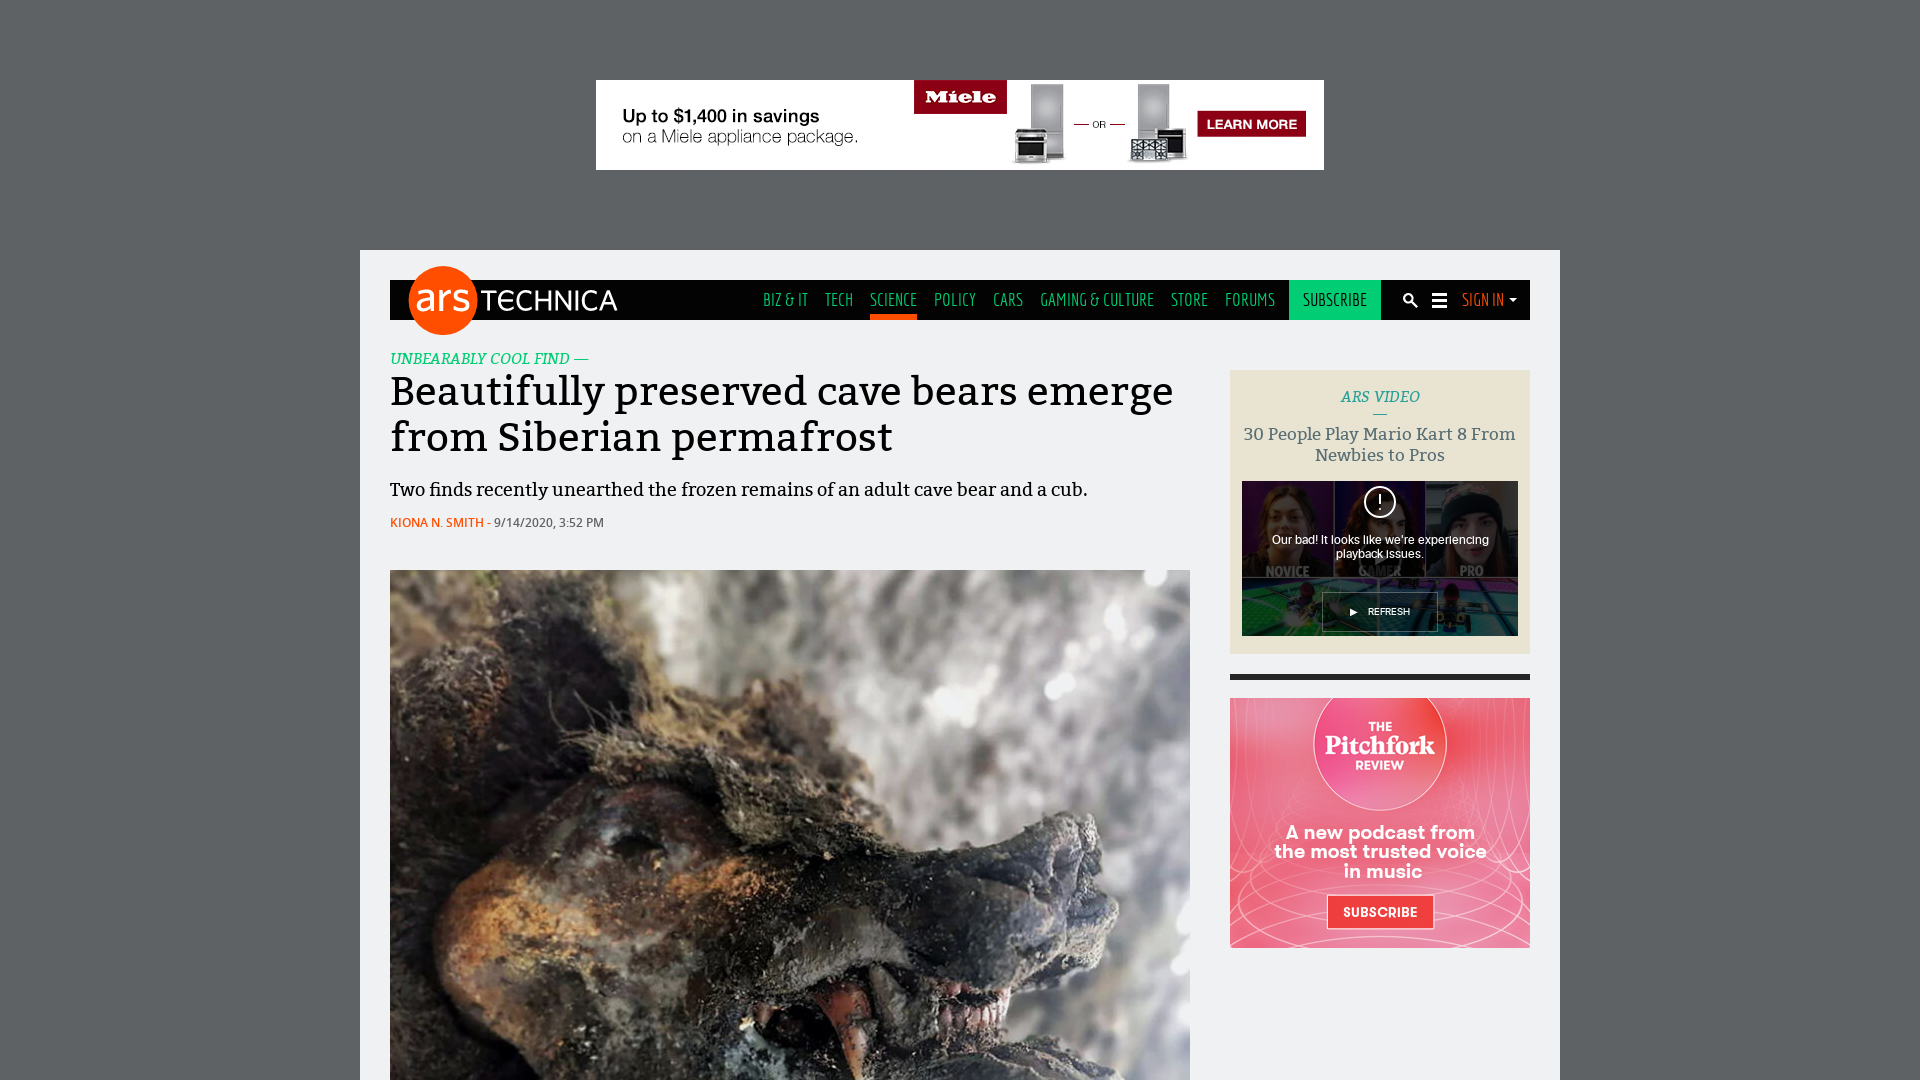 Up to $1,400 in savings
on a Miele appliance package.
Miele
OR
LEARN MORE
ars TECHNICA
BIZ & IT TECH SCIENCE POLICY CARS GAMING & CULTURE STORE FORUMS SUBSCRIBE SIGN IN
UNBEARABLY COOL FIND —
Beautifully preserved cave bears emerge
from Siberian permafrost
Two finds recently unearthed the frozen remains of an adult cave bear and a cub.
KIONA N. SMITH - 9/14/2020, 3:52 PM
ARS VIDEO
—
30 People Play Mario Kart 8 From
Newbies to Pros
Our bad! It looks like we're experiencing
playback issues.
NOVICE GAMER PRO
REFRESH
THE
Pitchfork
REVIEW
A new podcast from
the most trusted voice
in music
SUBSCRIBE